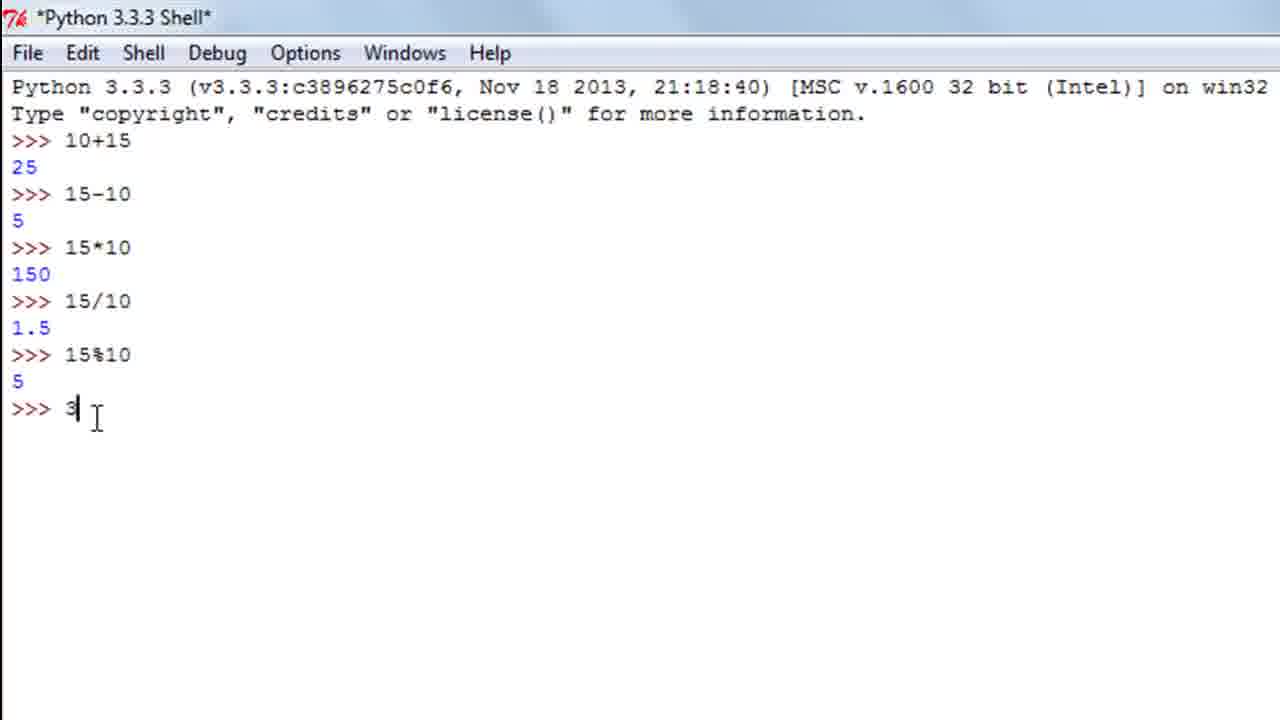 *Python 3.3.3 Shell*
File Edit Shell Debug Options Windows Help
Python 3.3.3 (v3.3.3:c3896275c0f6, Nov 18 2013, 21:18:40) [MSC v.1600 32 bit (Intel)] on win32
Type "copyright", "credits" or "license()" for more information.
>>> 10+15
25
>>> 15-10
5
>>> 15*10
150
>>> 15/10
1.5
>>> 15%10
5
>>> 3